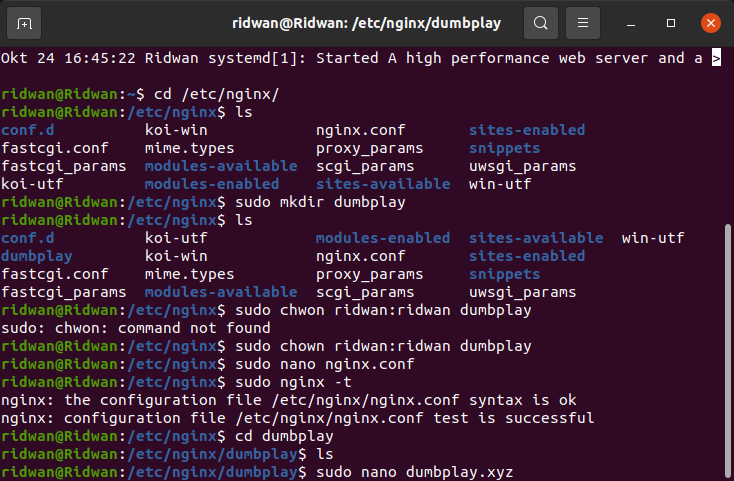 ridwan@Ridwan: /etc/nginx/dumbplay
Okt 24 16:45:22 Ridwan systemd[1]: Started A high performance web server and a >
ridwan@Ridwan:~$ cd /etc/nginx/
ridwan@Ridwan:/etc/nginx$ ls
conf.d koi-win nginx.conf sites-enabled
fastcgi.conf mime.types proxy_params snippets
fastcgi_params modules-available scgi_params uwsgi_params
koi-utf modules-enabled sites-available win-utf
ridwan@Ridwan:/etc/nginx$ sudo mkdir dumbplay
ridwan@Ridwan:/etc/nginx$ ls
conf.d koi-utf modules-enabled sites-available win-utf
dumbplay koi-win nginx.conf sites-enabled
fastcgi.conf mime.types proxy_params snippets
fastcgi_params modules-available scgi_params uwsgi_params
ridwan@Ridwan:/etc/nginx$ sudo chwon ridwan:ridwan dumbplay
sudo: chwon: command not found
ridwan@Ridwan:/etc/nginx$ sudo chown ridwan:ridwan dumbplay
ridwan@Ridwan:/etc/nginx$ sudo nano nginx.conf
ridwan@Ridwan:/etc/nginx$ sudo nginx -t
nginx: the configuration file /etc/nginx/nginx.conf syntax is ok
nginx: configuration file /etc/nginx/nginx.conf test is successful
ridwan@Ridwan:/etc/nginx$ cd dumbplay
ridwan@Ridwan:/etc/nginx/dumbplay$ ls
ridwan@Ridwan:/etc/nginx/dumbplay$ sudo nano dumbplay.xyz